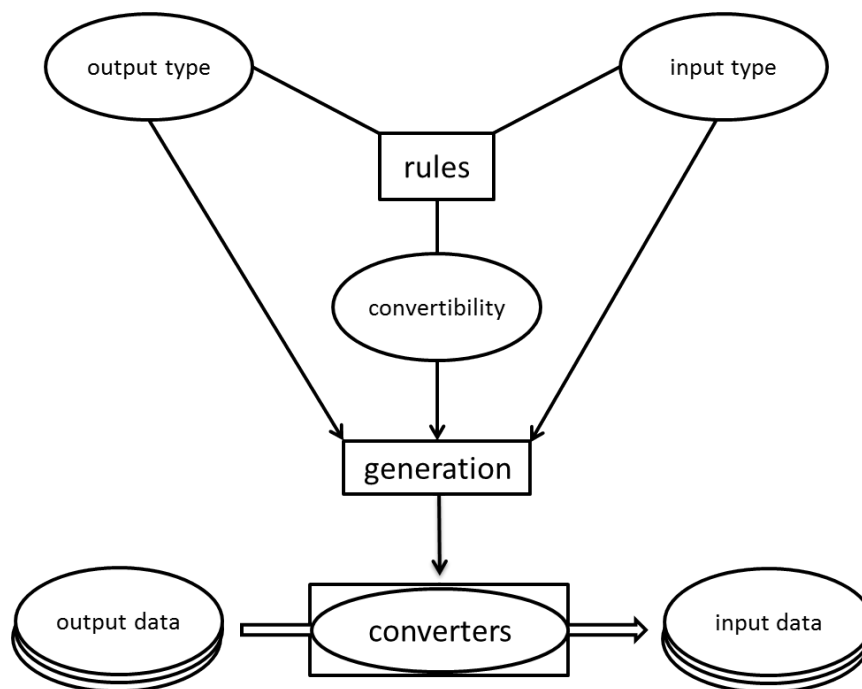 output type
input type
rules
convertibility
generation
output data
converters
input data